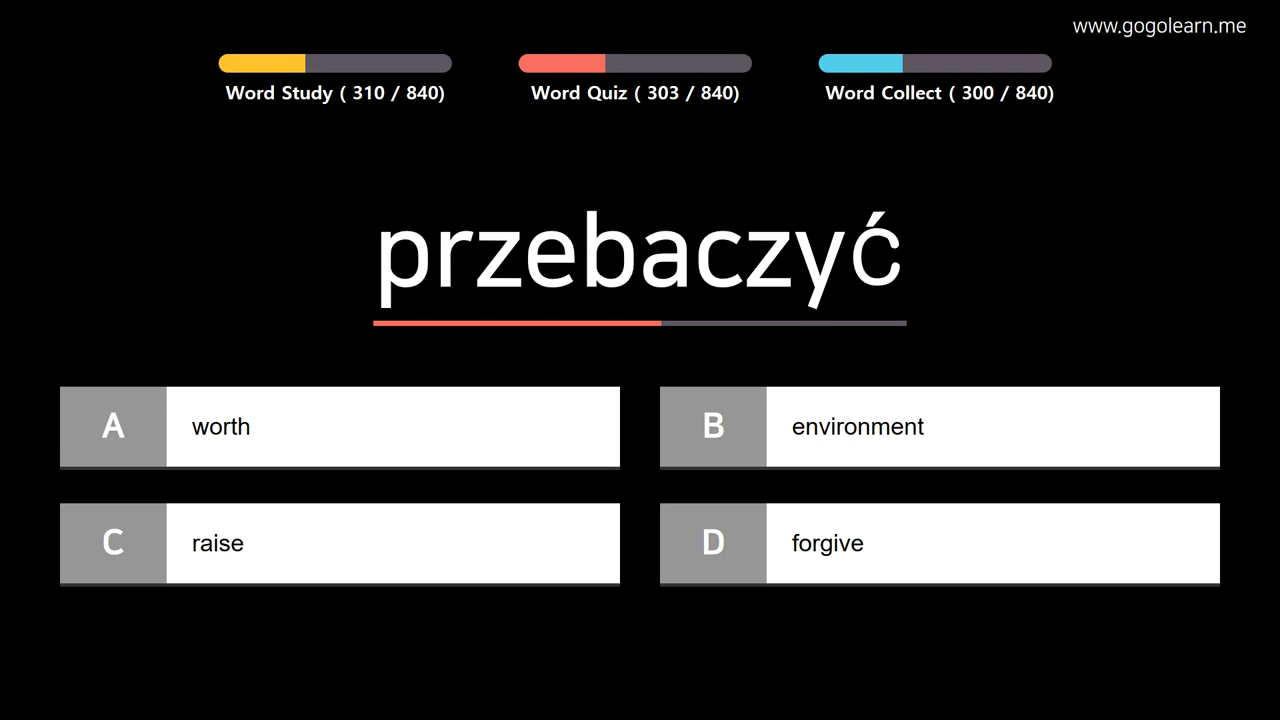 www.gogolearn.me
Word Study ( 310 / 840)
Word Quiz ( 303 / 840)
Word Collect ( 300 / 840)
przebaczyć
A worth
B environment
C raise
D forgive